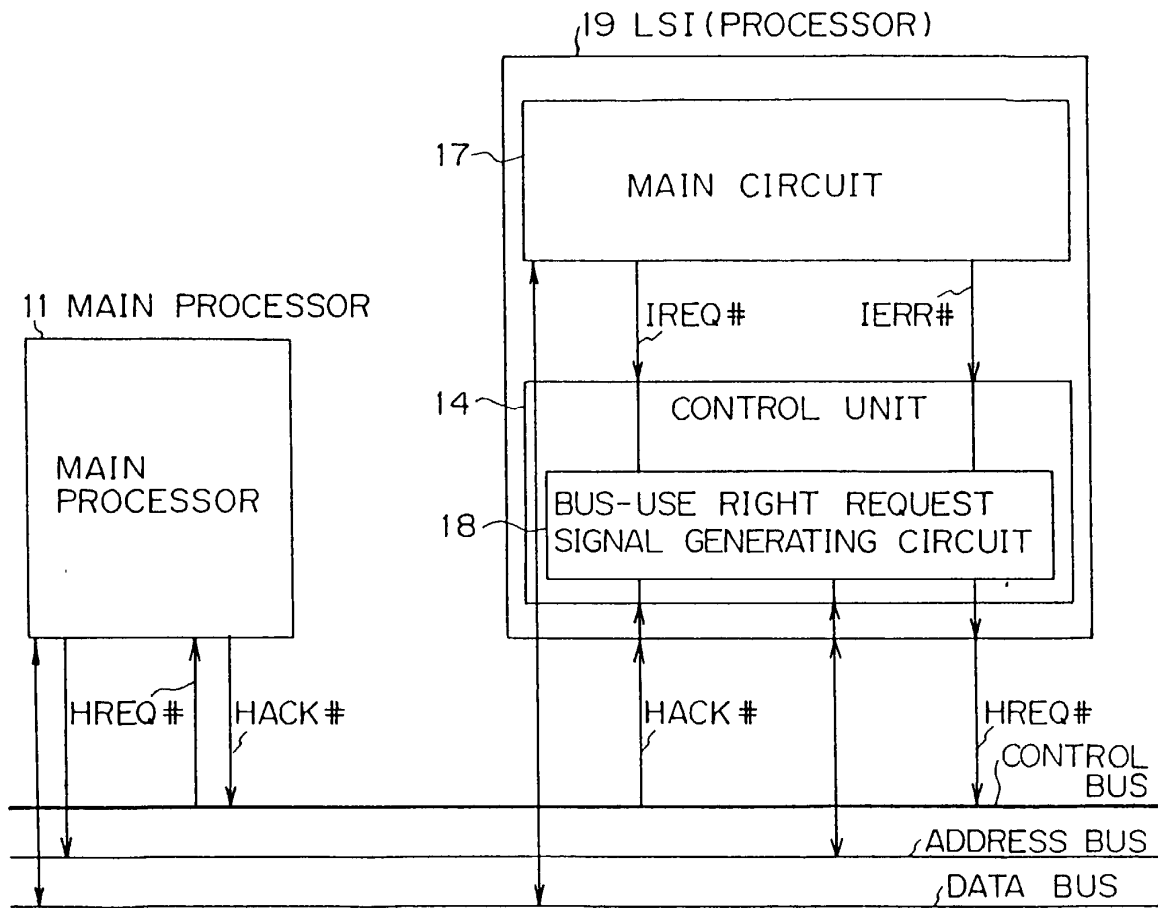 19 LSI (PROCESSOR)
17
MAIN CIRCUIT
11 MAIN PROCESSOR
IREQ#
IERR#
14
CONTROL UNIT
MAIN
PROCESSOR
BUS-USE RIGHT REQUEST
18
SIGNAL GENERATING CIRCUIT
HREQ#
HACK#
HACK#
HREQ#
CONTROL
BUS
ADDRESS BUS
DATA BUS